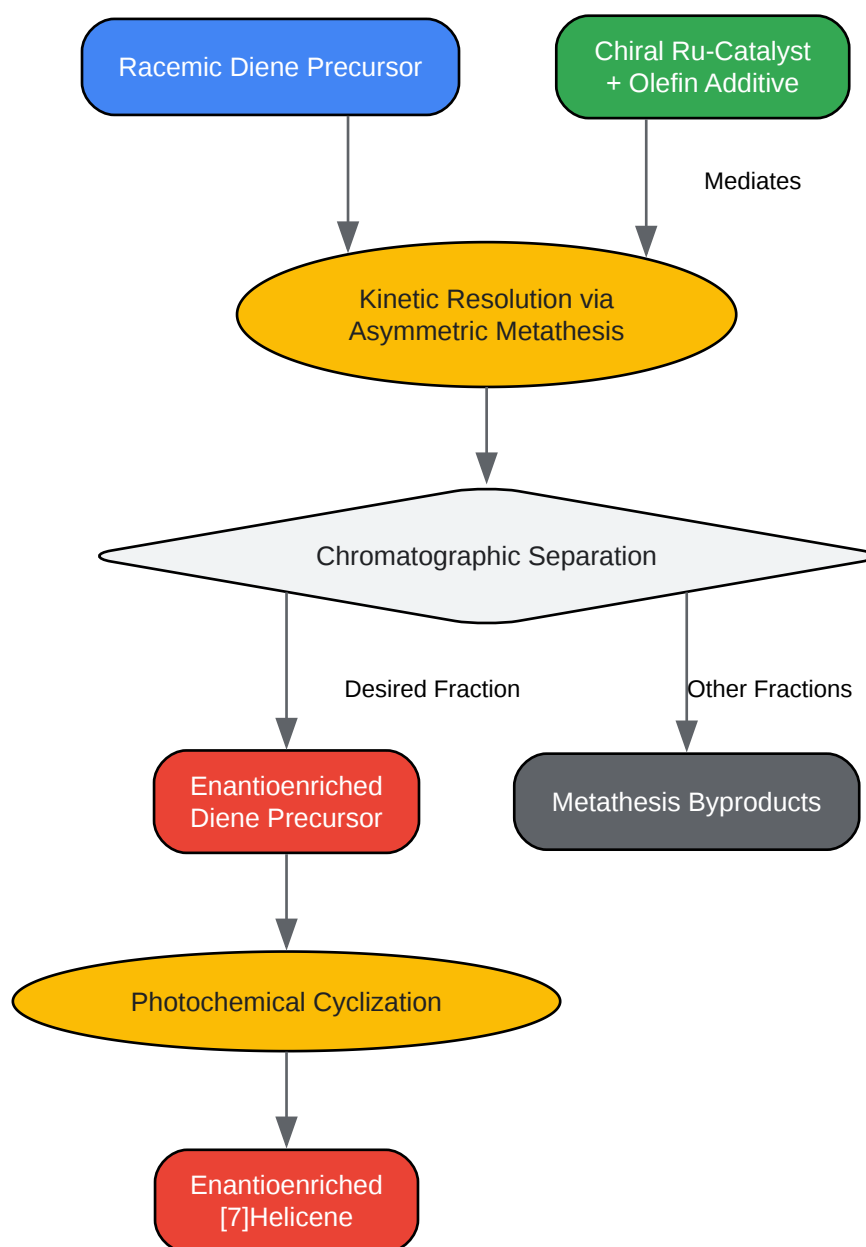 Racemic Diene Precursor
Chiral Ru-Catalyst
+ Olefin Additive
Mediates
Kinetic Resolution via
Asymmetric Metathesis
Chromatographic Separation
Desired Fraction
Other Fractions
Enantioenriched
Diene Precursor
Metathesis Byproducts
Photochemical Cyclization
Enantioenriched
[7]Helicene